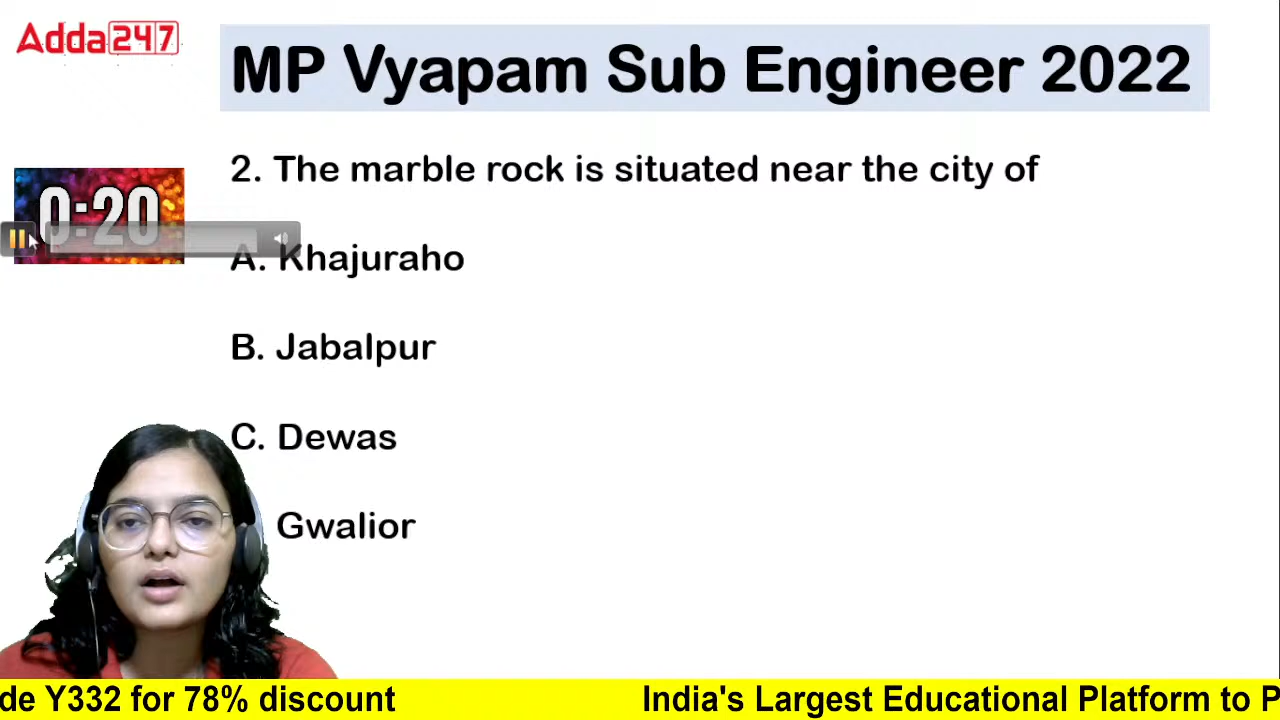 Adda247
MP Vyapam Sub Engineer 2022
2. The marble rock is situated near the city of
0:20
A. Khajuraho
B. Jabalpur
C. Dewas
Gwalior
de Y332 for 78% discount
India's Largest Educational Platform to P